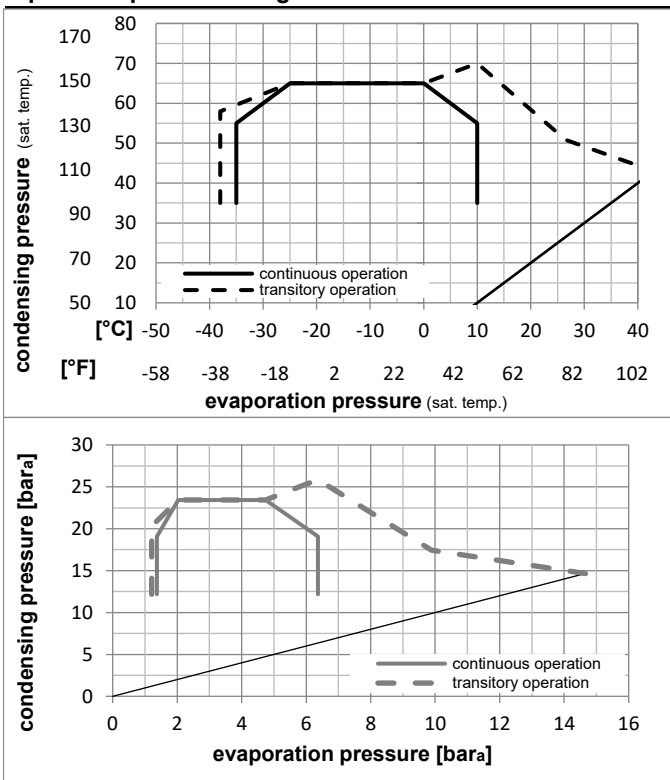 170 80
150 70
60
130 50
110 40
90 30
70 20
50 10
condensing pressure (sat. temp.)
continuous operation
transitory operation
[°C] -50 -40 -30 -20 -10 0 10 20 30 40
[°F] -58 -38 -18 2 22 42 62 82 102
evaporation pressure (sat. temp.)
30
25
20
15
10
5
0
condensing pressure [bara]
continuous operation
transitory operation
0 2 4 6 8 10 12 14 16
evaporation pressure [bara]